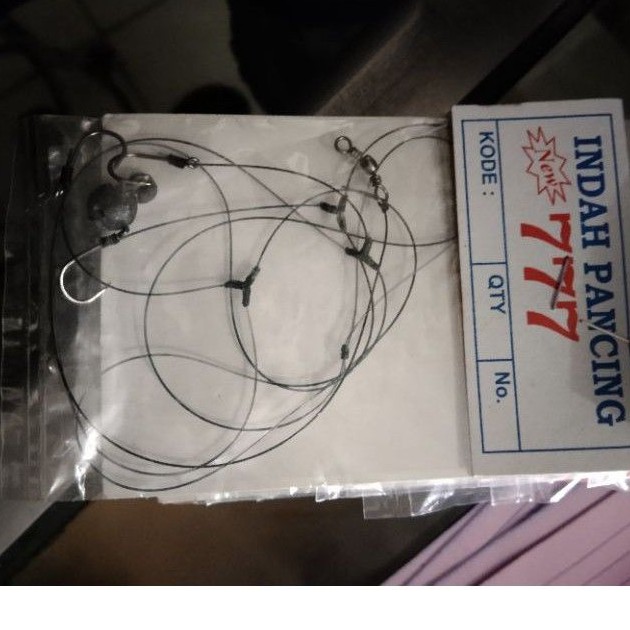 INDAH PANCING
New
777
KODE :
QTY
No.